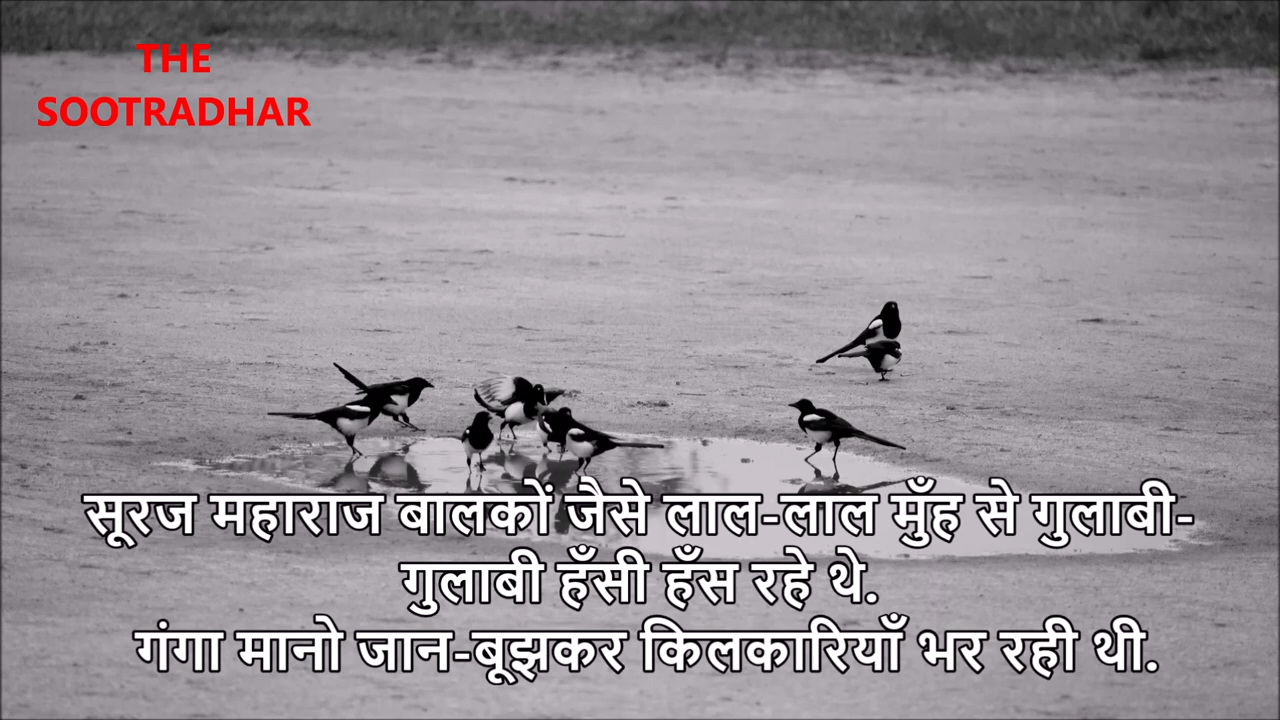 THE
SOOTRADHAR
सूरज महाराज बालकों जैसे लाल-लाल मुँह से गुलाबी-
गुलाबी हँसी हँस रहे थे.
गंगा मानो जान-बूझकर किलकारियाँ भर रही थी.